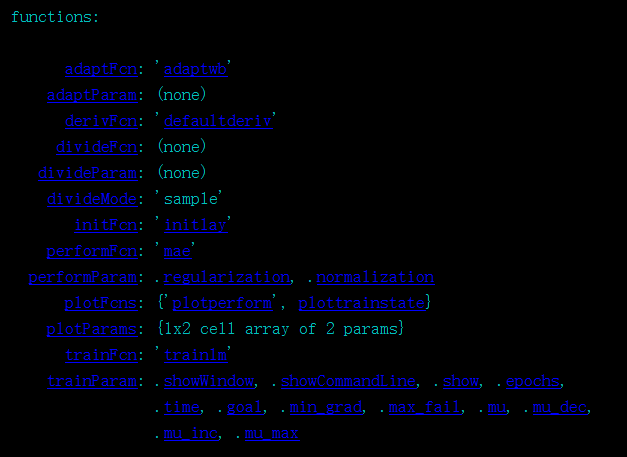 functions:
adaptFcn: 'adaptwb'
adaptParam: (none)
derivFcn: 'defaultderiv'
divideFcn: (none)
divideParam: (none)
divideMode: 'sample'
initFcn: 'initlay'
performFcn: 'mae'
performParam: .regularization, .normalization
plotFcns: {'plotperform', plottrainstate}
plotParams: {1x2 cell array of 2 params}
trainFcn: 'trainlm'
trainParam: .showWindow, .showCommandLine, .show, .epochs,
.time, .goal, .min_grad, .max_fail, .mu, .mu_dec,
.mu_inc, .mu_max